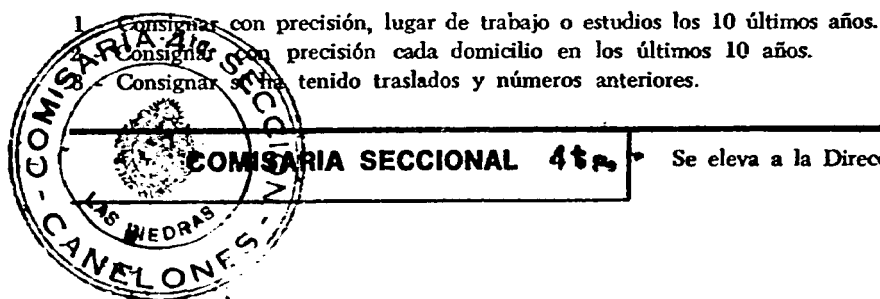 1 - Consignar con precisión, lugar de trabajo o estudios los 10 últimos años.
Consignar con precisión cada domicilio en los últimos 10 años.
3 - Consignar si ha tenido traslados y números anteriores.
COMISARIA SECCIONAL 4ta.
Se eleva a la Direc
COMISARIA 4ta. SECCION
LAS PIEDRAS
- CANELONES -